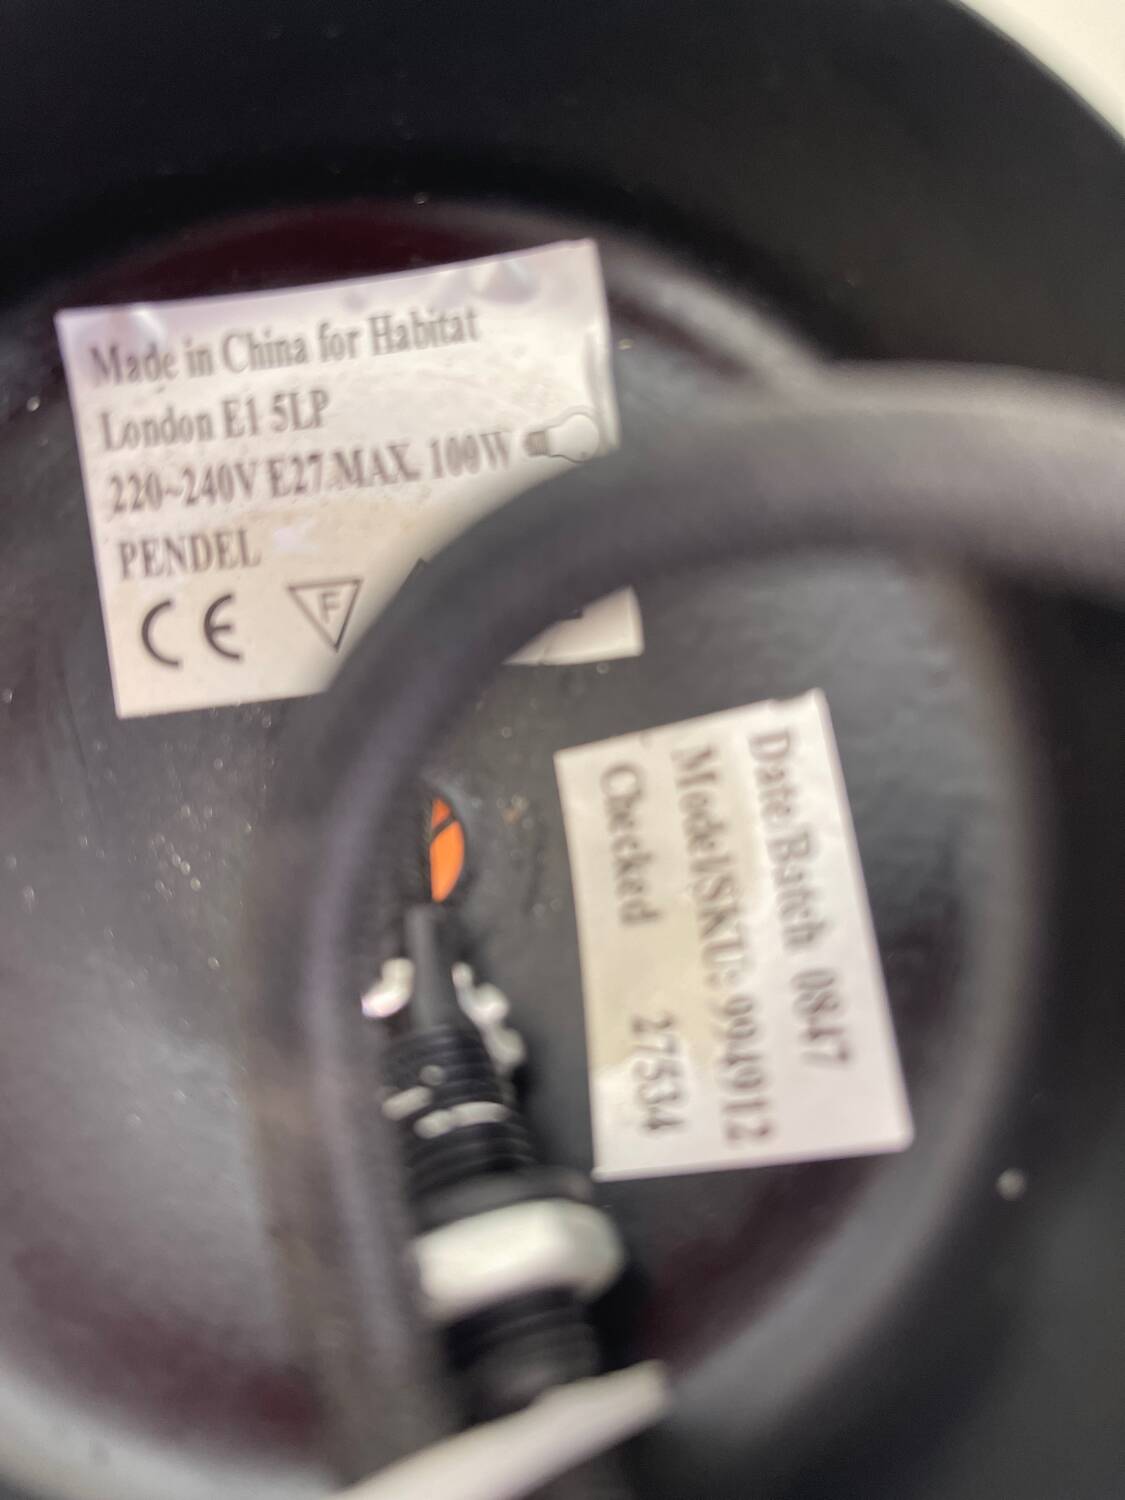 Made in China for Habitat
London E1 5LP
220~240V E27.MAX. 100W
PENDEL
CE F
Date/Batch 0847
Model/SKU: 994912
Checked 27534